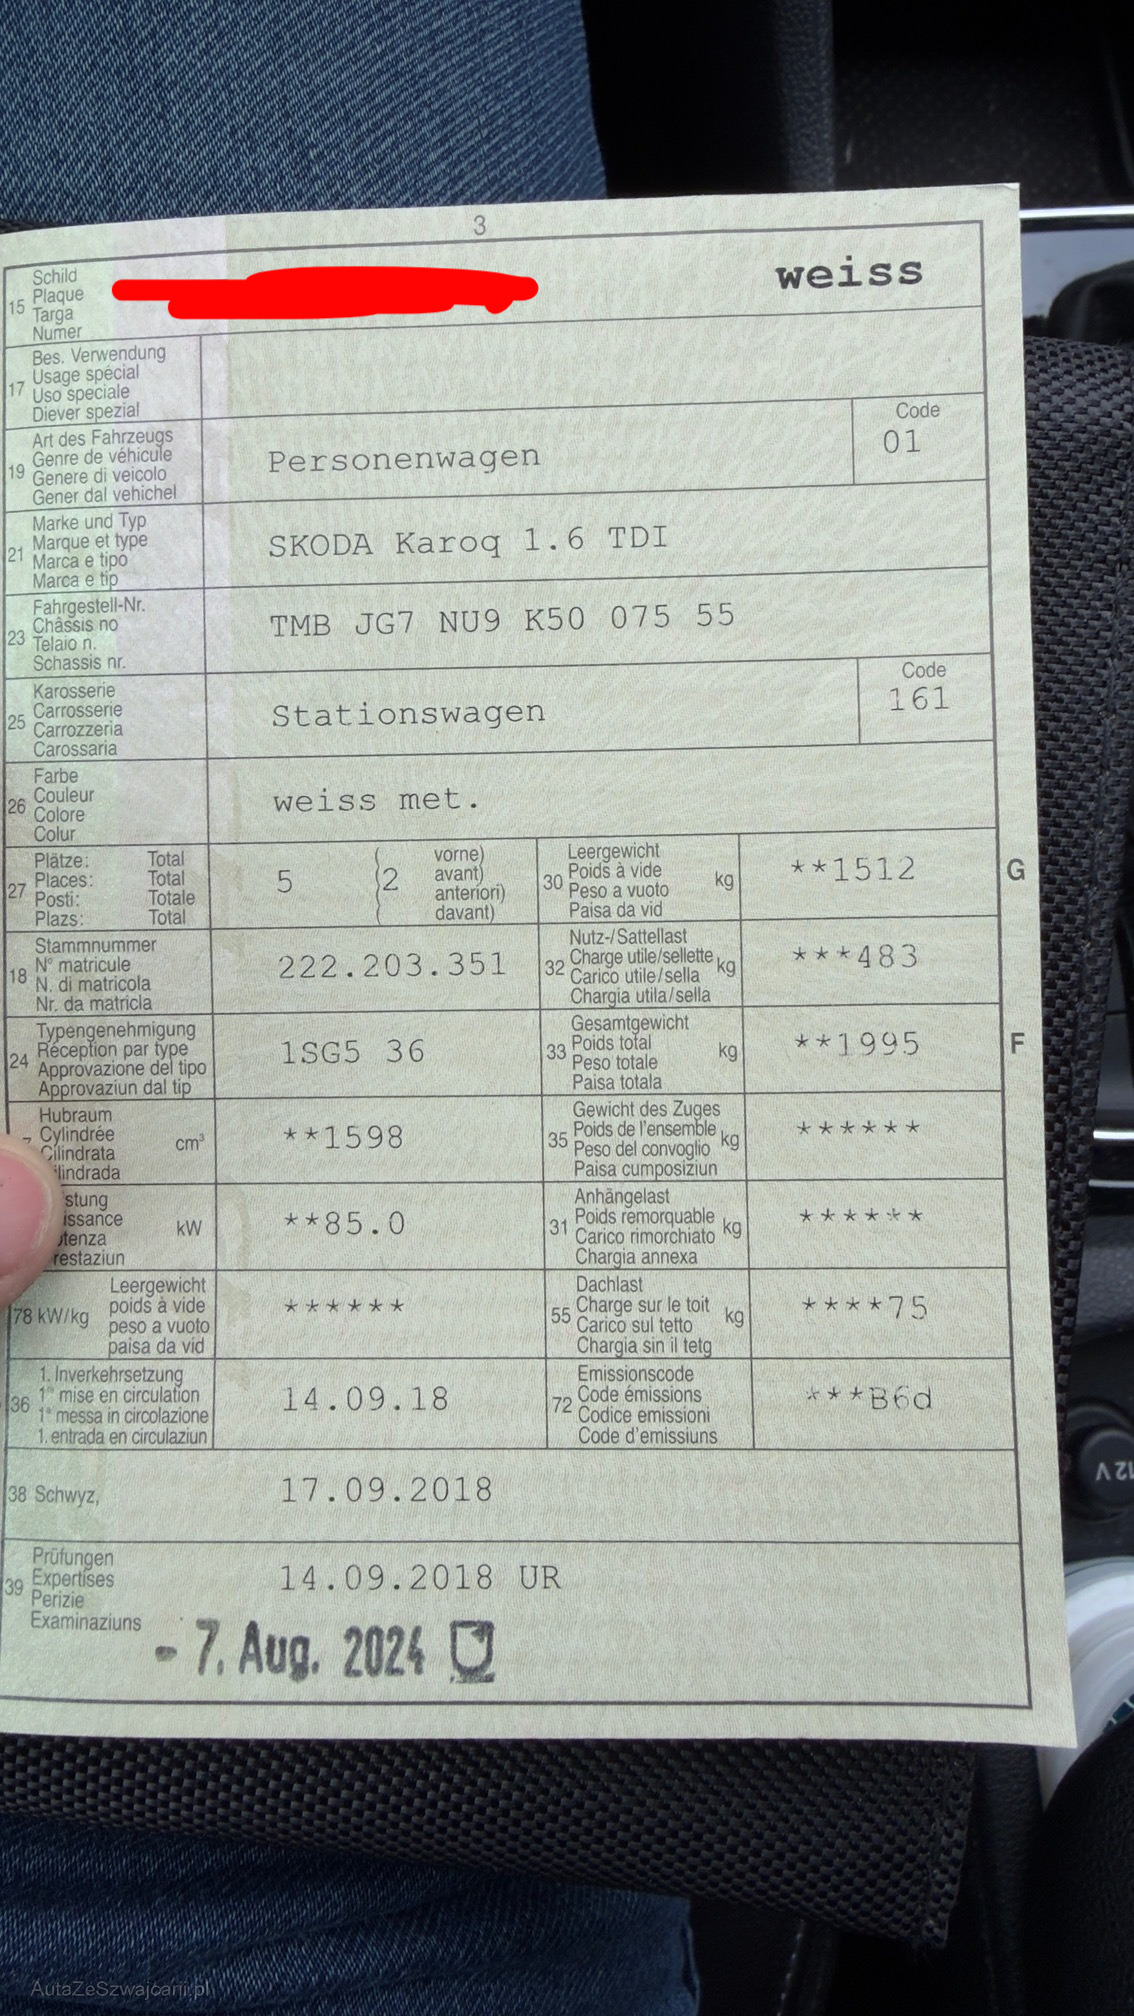 3
15 Schild
Plaque
Targa
Numer
weiss
17 Bes. Verwendung
Usage spécial
Uso speciale
Diever spezial
19 Art des Fahrzeugs
Genre de véhicule
Genere di veicolo
Gener dal vehichel
Personenwagen
Code
01
21 Marke und Typ
Marque et type
Marca e tipo
Marca e tip
SKODA Karoq 1.6 TDI
23 Fahrgestell-Nr.
Châssis no
Telaio n.
Schassis nr.
TMB JG7 NU9 K50 075 55
25 Karosserie
Carrosserie
Carrozzeria
Carossaria
Stationswagen
Code
161
26 Farbe
Couleur
Colore
Colur
weiss met.
27 Plätze: Total
Places: Total
Posti: Totale
Plazs: Total
5 (2 vorne)
avant)
anteriori)
davant)
30 Leergewicht
Poids à vide
Peso a vuoto
Paisa da vid
kg
**1512
G
18 Stammnummer
N° matricule
N. di matricola
Nr. da matricla
222.203.351
32 Nutz-/Sattellast
Charge utile/sellette
Carico utile/sella
Chargia utila/sella
kg
***483
24 Typengenehmigung
Réception par type
Approvazione del tipo
Approvaziun dal tip
1SG5 36
33 Gesamtgewicht
Poids total
Peso totale
Paisa totala
kg
**1995
F
Hubraum
Cylindrée
Cilindrata
ilindrada
cm³
**1598
35 Gewicht des Zuges
Poids de l'ensemble
Peso del convoglio
Paisa cumposiziun
kg
******
stung
issance
otenza
restaziun
kW
**85.0
31 Anhängelast
Poids remorquable
Carico rimorchiato
Chargia annexa
kg
******
78 kW/kg
Leergewicht
poids à vide
peso a vuoto
paisa da vid
******
55 Dachlast
Charge sur le toit
Carico sul tetto
Chargia sin il tetg
kg
****75
36 1. Inverkehrsetzung
1re mise en circulation
1a messa in circolazione
1. entrada en circulaziun
14.09.18
72 Emissionscode
Code émissions
Codice emissioni
Code d'emissiuns
***B6d
38 Schwyz,
17.09.2018
39 Prüfungen
Expertises
Perizie
Examinaziuns
14.09.2018 UR
- 7. Aug. 2024
12V
AutaZeSzwajcarii.pl